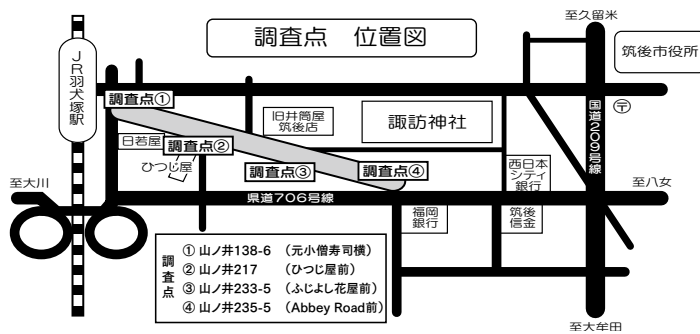 調査点 位置図
至久留米
筑後市役所
JR羽犬塚駅
調査点①
〒
旧井筒屋
筑後店
諏訪神社
国道209号線
日若屋
調査点②
ひつじ屋
調査点③
調査点④
西日本
シティ
銀行
至大川
至八女
県道706号線
福岡
銀行
筑後
信金
調査点
① 山ノ井138-6 (元小僧寿司横)
② 山ノ井217 (ひつじ屋前)
③ 山ノ井233-5 (ふじよし花屋前)
④ 山ノ井235-5 (Abbey Road前)
至大牟田